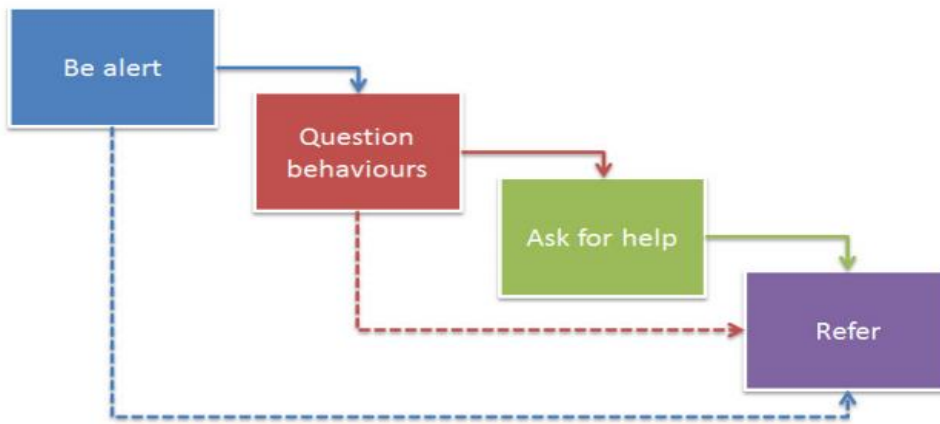 Be alert
Question
behaviours
Ask for help
Refer